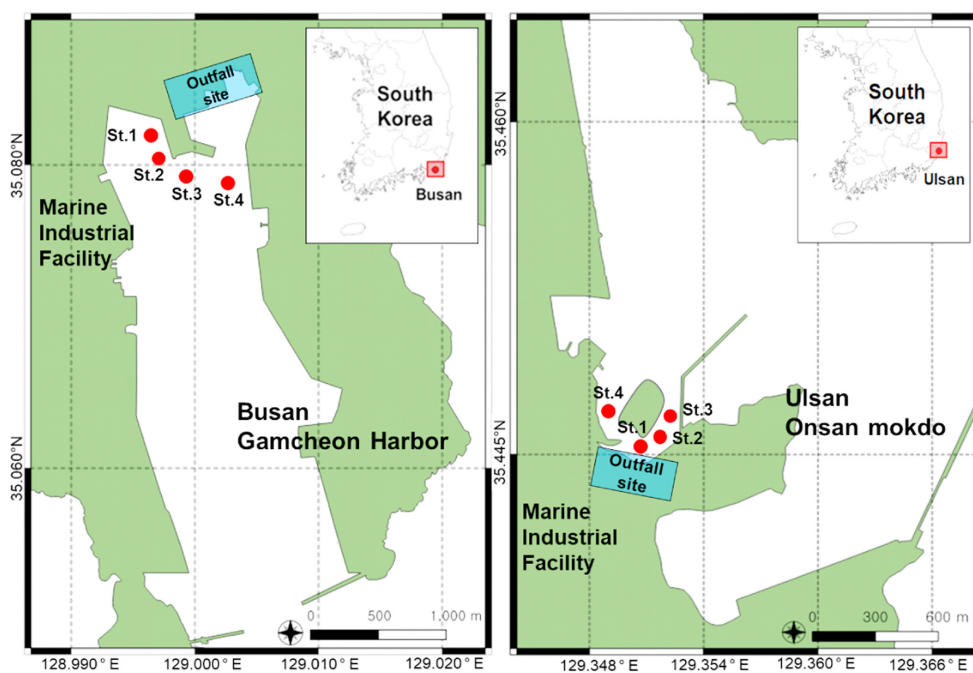 Outfall
site
South
Korea
Busan
St.1
St.2
St.3
St.4
Marine
Industrial
Facility
Busan
Gamcheon Harbor
35.080°N
35.060°N
0
500
1,000 m
128.990° E
129.000° E
129.010° E
129.020° E
South
Korea
Ulsan
35.460°N
35.445°N
St.4
St.1
St.3
St.2
Ulsan
Onsan mokdo
Outfall
site
Marine
Industrial
Facility
0
300
600 m
129.348° E
129.354° E
129.360° E
129.366° E